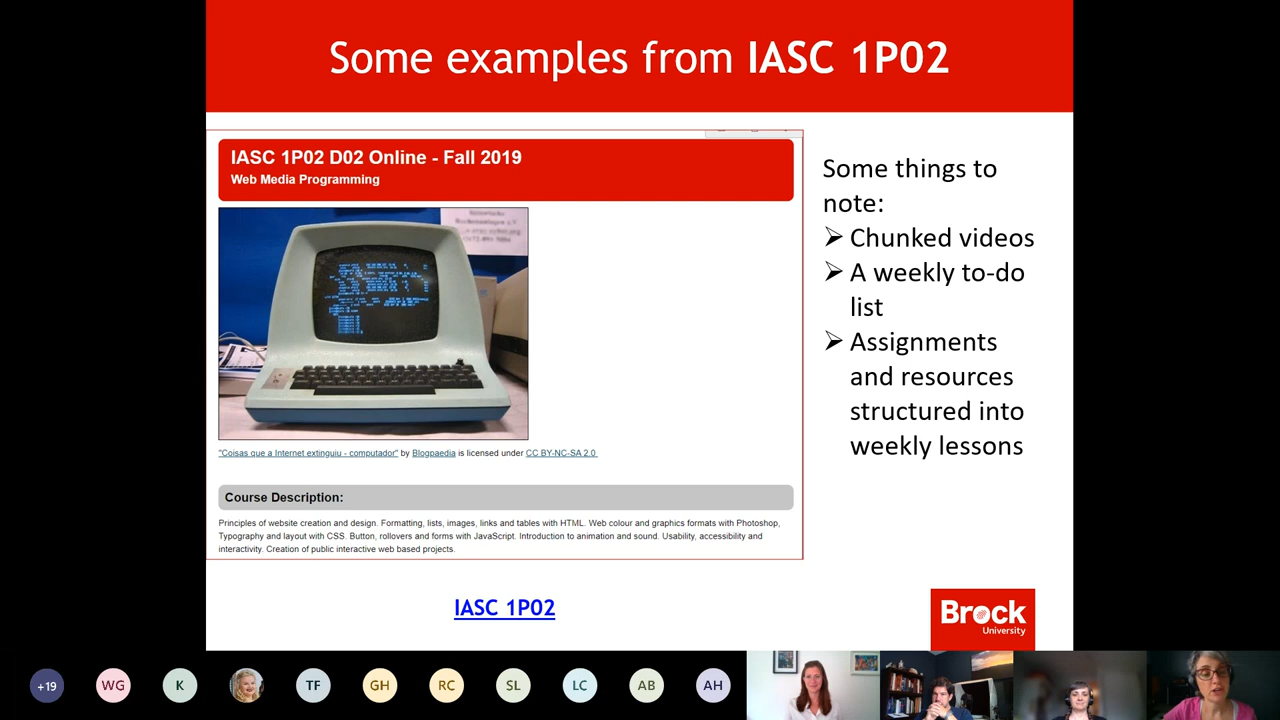 Some examples from IASC 1P02
IASC 1P02 D02 Online - Fall 2019
Web Media Programming
"Coisas que a Internet extinguiu - computador" by Blogpaedia is licensed under CC BY-NC-SA 2.0
Course Description:
Principles of website creation and design. Formatting, lists, images, links and tables with HTML. Web colour and graphics formats with Photoshop,
Typography and layout with CSS. Button, rollovers and forms with JavaScript. Introduction to animation and sound. Usability, accessibility and
interactivity. Creation of public interactive web based projects.
Some things to
note:
➢ Chunked videos
➢ A weekly to-do
list
➢ Assignments
and resources
structured into
weekly lessons
IASC 1P02
Brock
University
+19 WG K TF GH RC SL LC AB AH